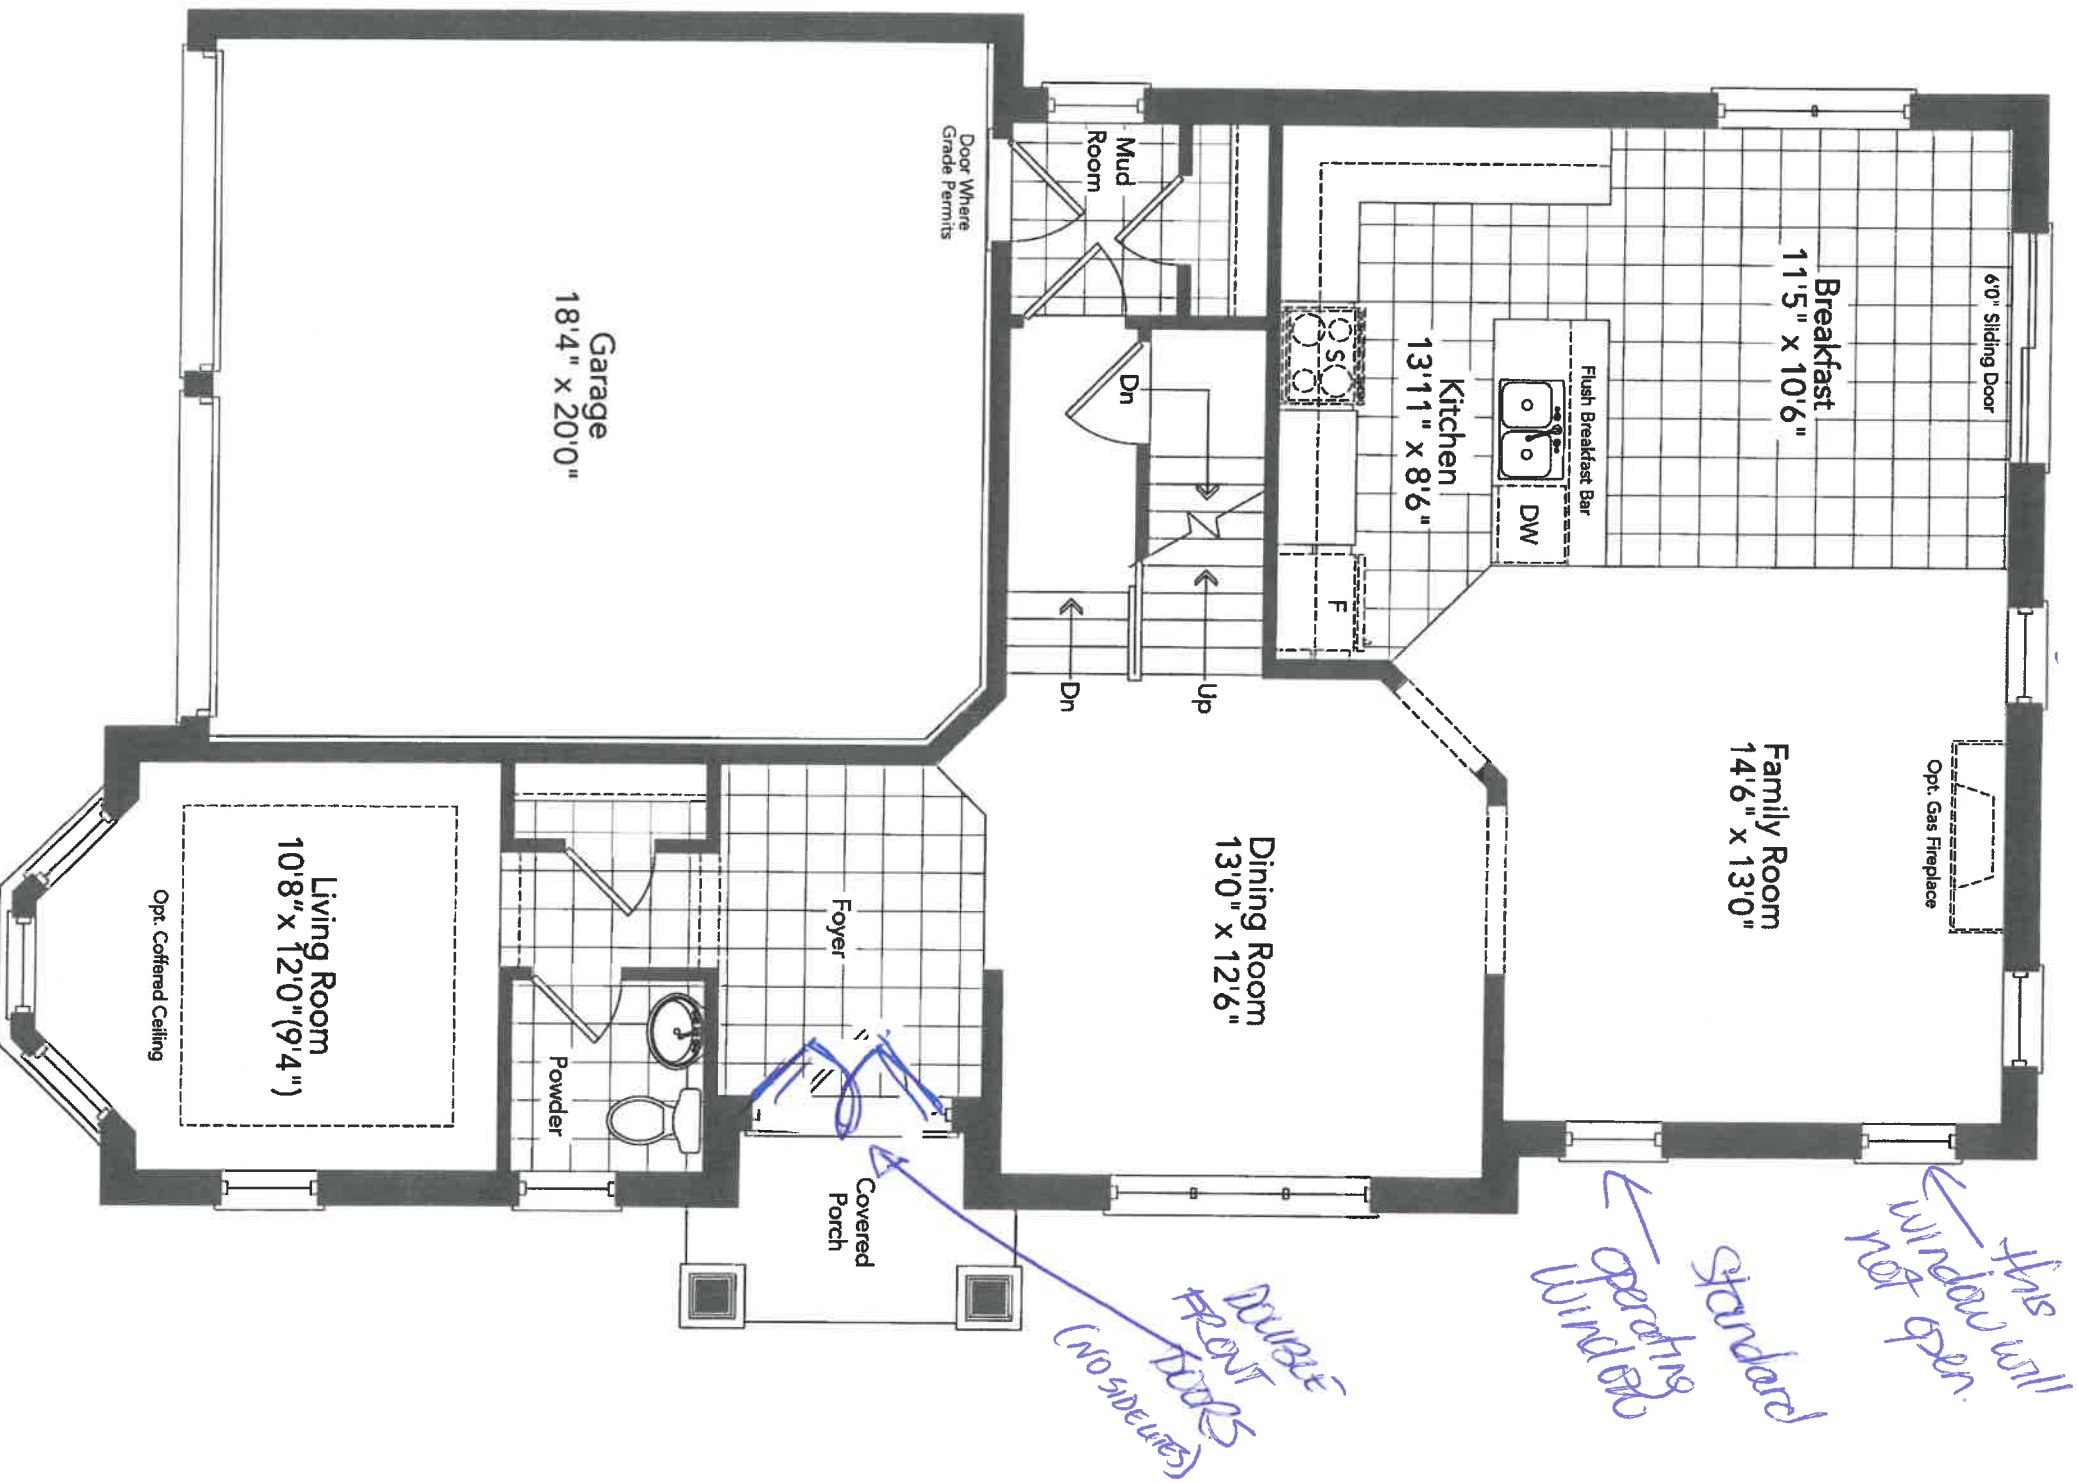 6'0" Sliding Door
Opt. Gas Fireplace
this
window will
not open.
Breakfast
11'5" x 10'6"
Family Room
14'6" x 13'0"
Standard
operating
window
Flush Breakfast Bar
DW
Kitchen
13'11" x 8'6"
S
F
Dining Room
13'0" x 12'6"
DOUBLE
FRONT
DOORS
(NO SIDELITES)
Up
Dn
Dn
Mud
Room
Door Where
Grade Permits
Foyer
Covered
Porch
Garage
18'4" x 20'0"
Powder
Living Room
10'8" x 12'0"(9'4")
Opt. Coffered Ceiling